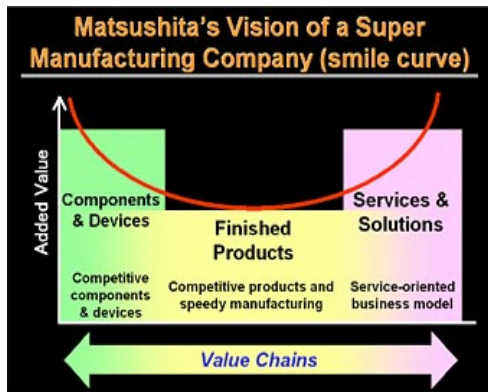 Matsushita's Vision of a Super
Manufacturing Company (smile curve)
Added Value
Components
& Devices
Finished
Products
Services &
Solutions
Competitive
components
& devices
Competitive products and
speedy manufacturing
Service-oriented
business model
Value Chains